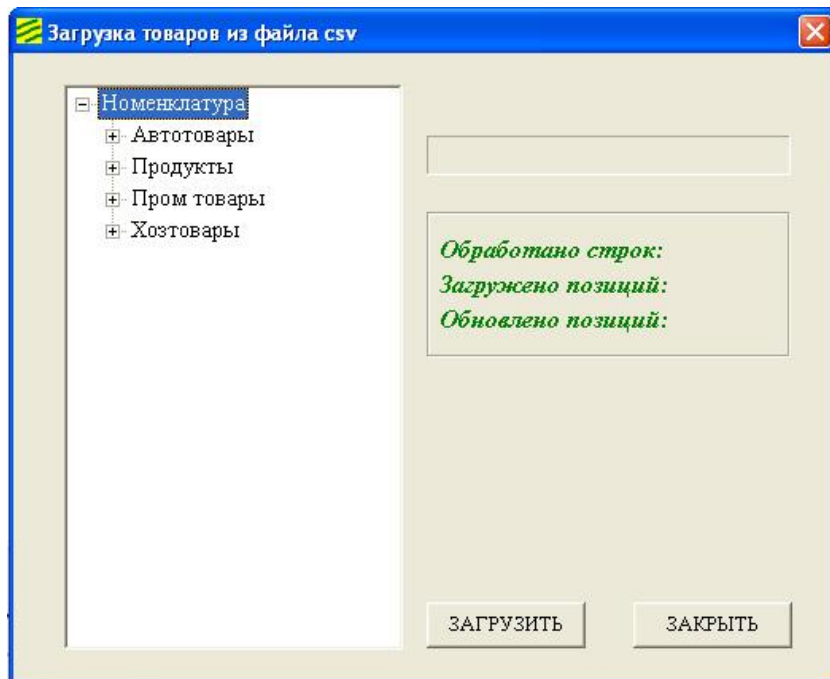 Загрузка товаров из файла csv
Номенклатура
Автотовары
Продукты
Пром товары
Хозтовары
Обработано строк:
Загружено позиций:
Обновлено позиций:
ЗАГРУЗИТЬ
ЗАКРЫТЬ